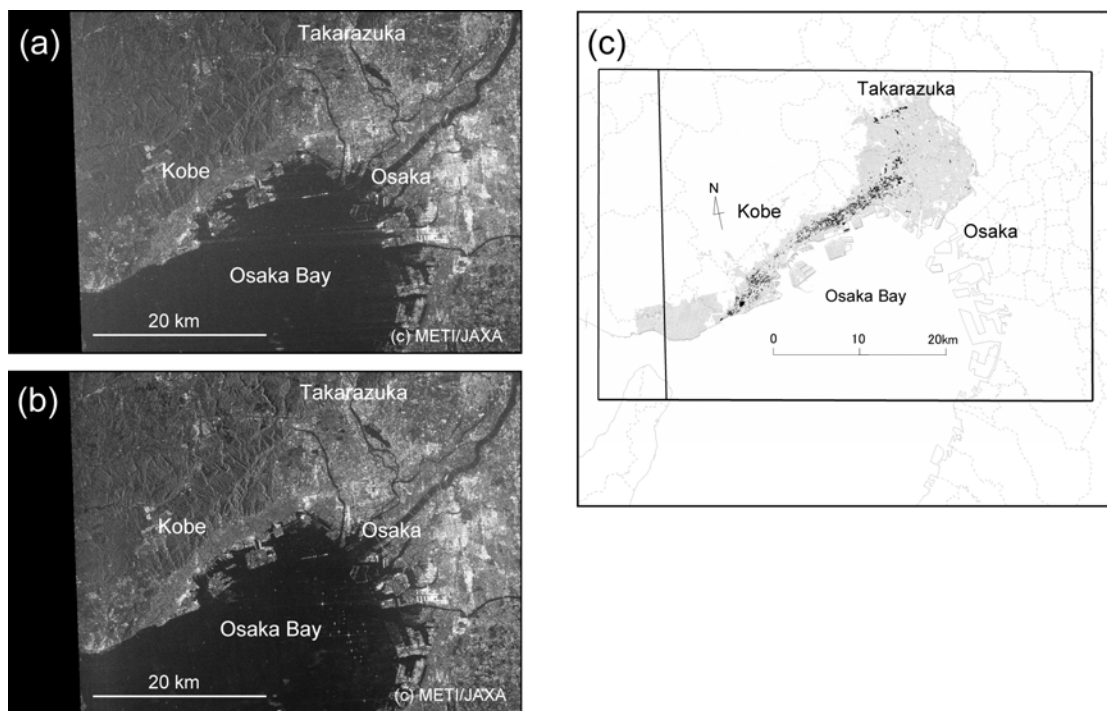 (a)
Takarazuka
Kobe
Osaka
Osaka Bay
20 km
(c) METI/JAXA
(b)
Takarazuka
Kobe
Osaka
Osaka Bay
20 km
(c) METI/JAXA
(c)
Takarazuka
N
Kobe
Osaka
Osaka Bay
0 10 20km